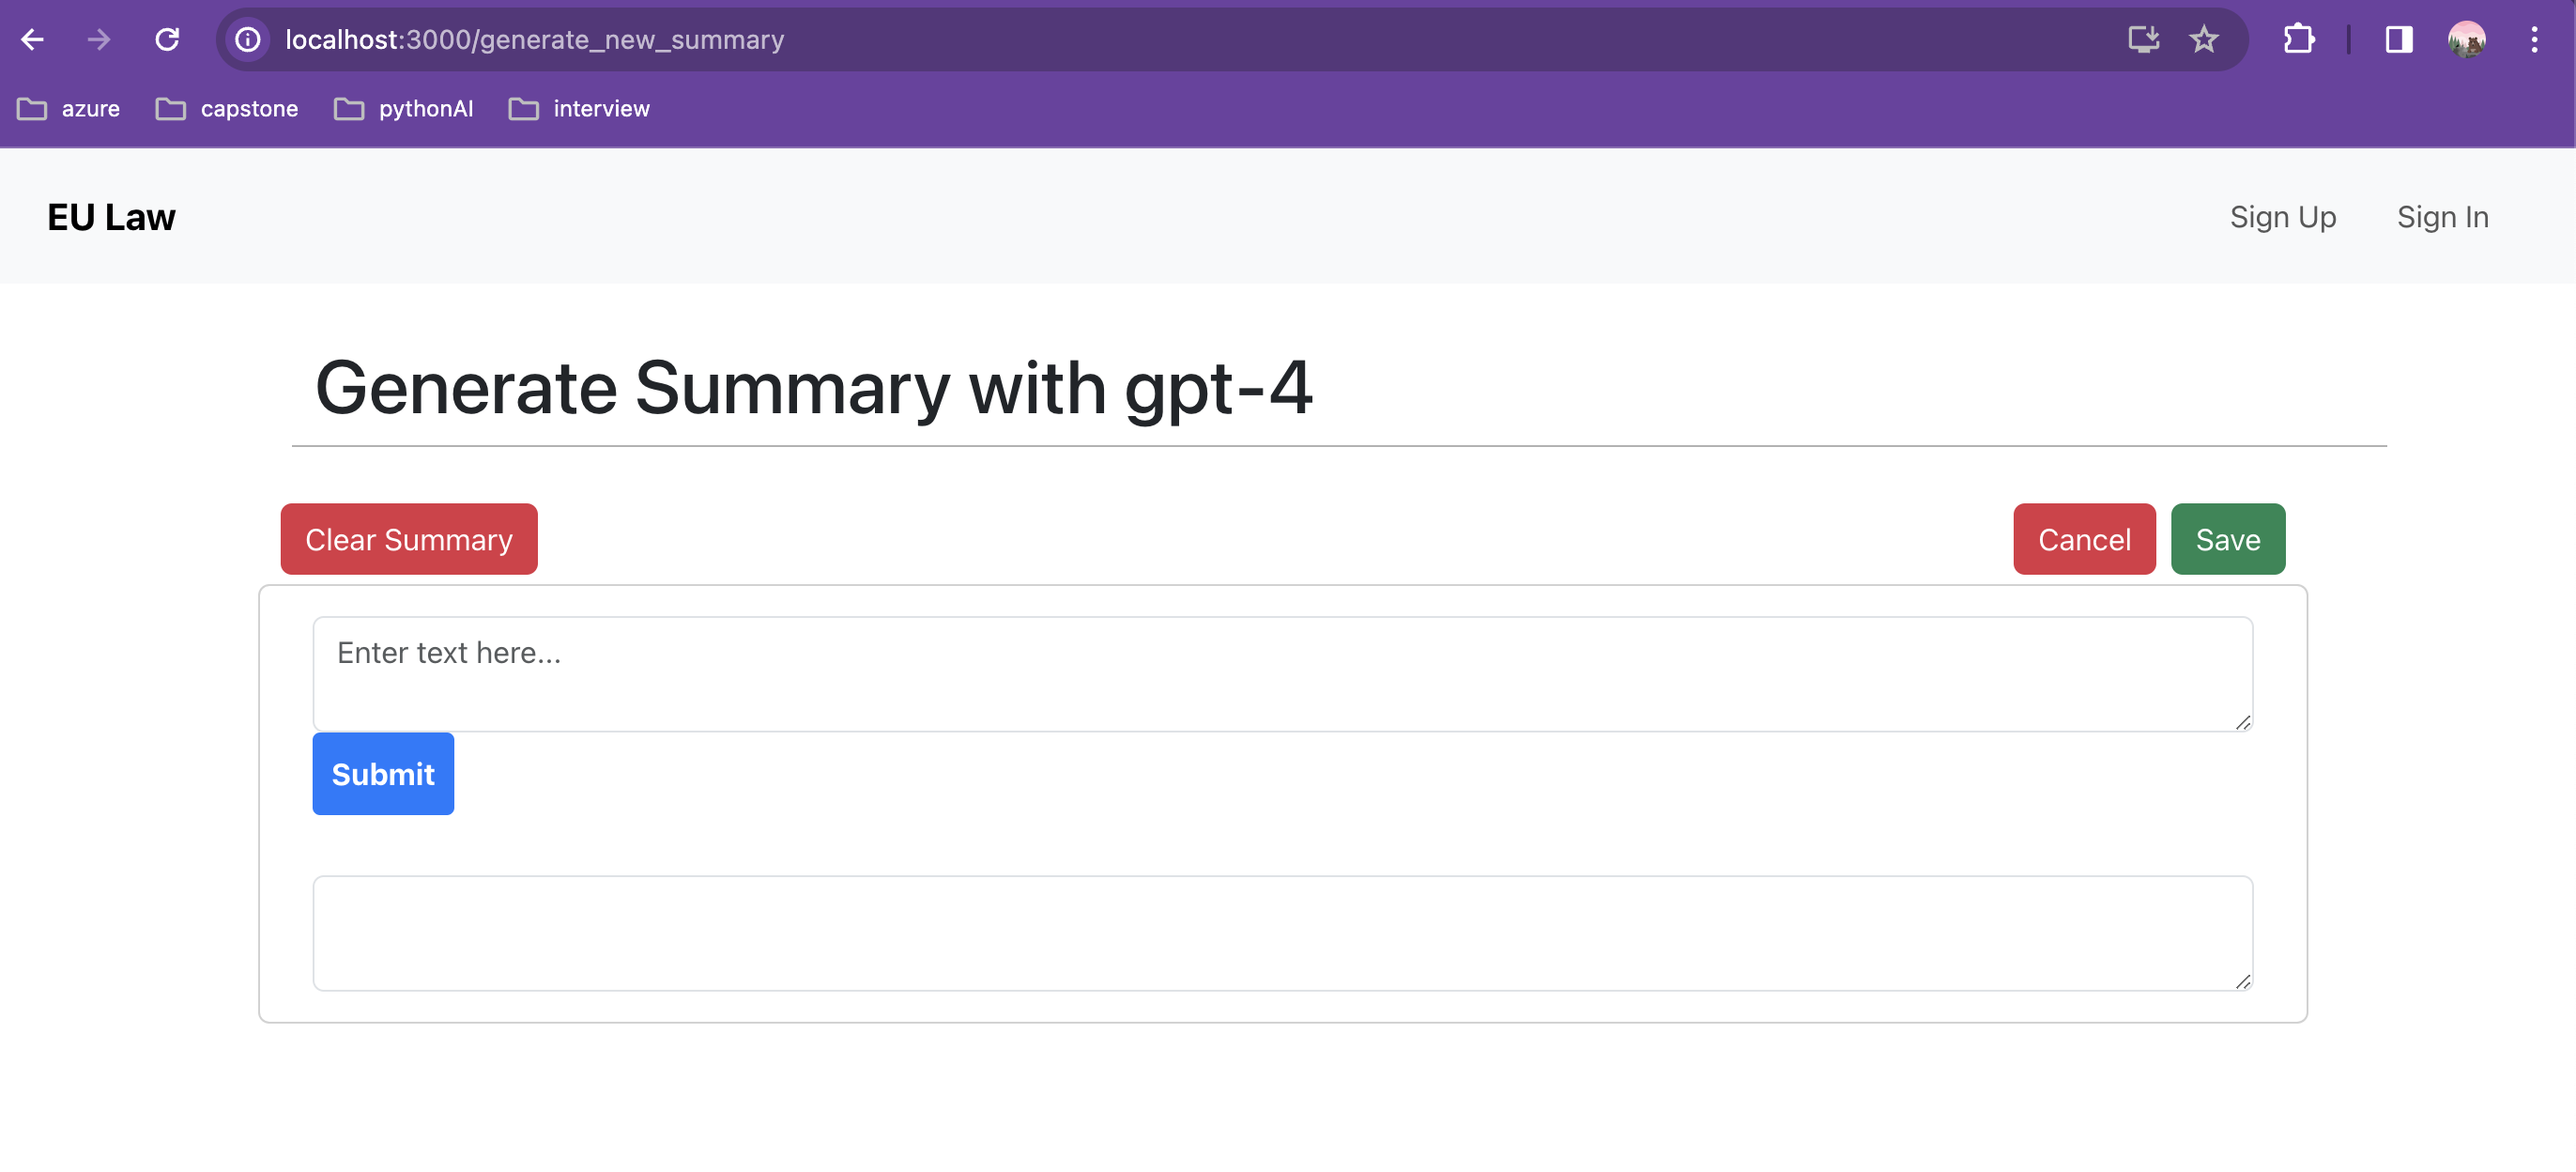 localhost:3000/generate_new_summary
azure capstone pythonAI interview
EU Law Sign Up Sign In
Generate Summary with gpt-4
Clear Summary Cancel Save
Enter text here...
Submit